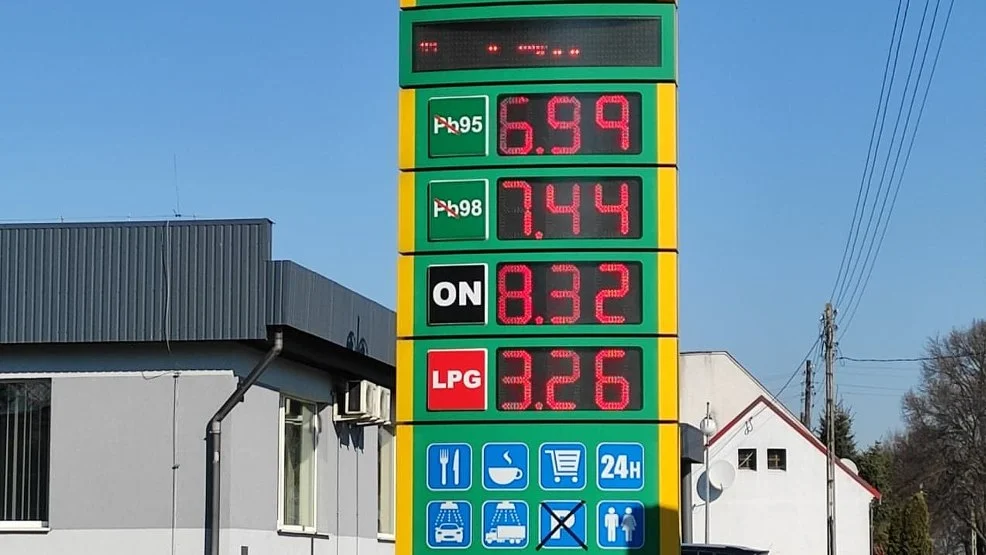 Pb95 6.99
Pb98 7.44
ON 8.32
LPG 3.26
24H